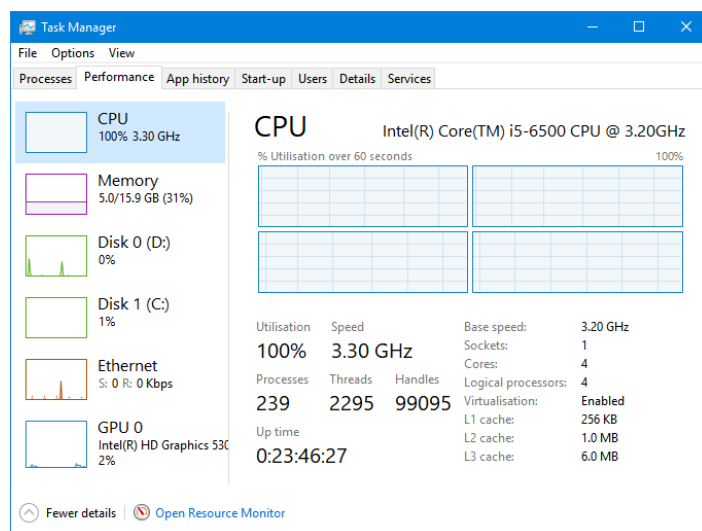 Task Manager
File Options View
Processes Performance App history Start-up Users Details Services
CPU
100% 3.30 GHz
Memory
5.0/15.9 GB (31%)
Disk 0 (D:)
0%
Disk 1 (C:)
1%
Ethernet
S: 0 R: 0 Kbps
GPU 0
Intel(R) HD Graphics 530
2%
CPU Intel(R) Core(TM) i5-6500 CPU @ 3.20GHz
% Utilisation over 60 seconds 100%
Utilisation Speed
100% 3.30 GHz
Processes Threads Handles
239 2295 99095
Up time
0:23:46:27
Base speed: 3.20 GHz
Sockets: 1
Cores: 4
Logical processors: 4
Virtualisation: Enabled
L1 cache: 256 KB
L2 cache: 1.0 MB
L3 cache: 6.0 MB
Fewer details Open Resource Monitor